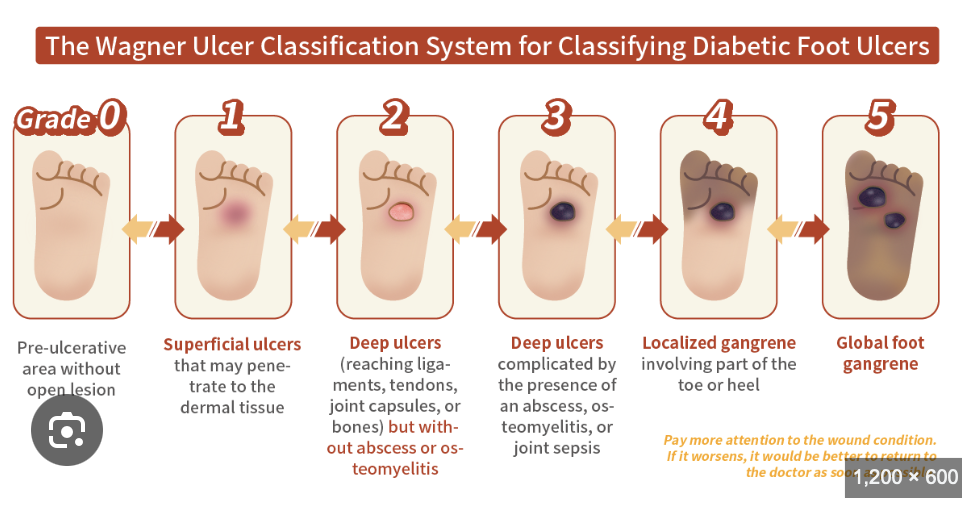 The Wagner Ulcer Classification System for Classifying Diabetic Foot Ulcers
Grade 0
1
2
3
4
5
Pre-ulcerative
area without
open lesion
Superficial ulcers
that may pene-
trate to the
dermal tissue
Deep ulcers
(reaching liga-
ments, tendons,
joint capsules, or
bones) but with-
out abscess or os-
teomyelitis
Deep ulcers
complicated by
the presence of
an abscess, os-
teomyelitis, or
joint sepsis
Localized gangrene
involving part of the
toe or heel
Global foot
gangrene
Pay more attention to the wound condition.
If it worsens, it would be better to return to
the doctor as soon
1,200 × 600